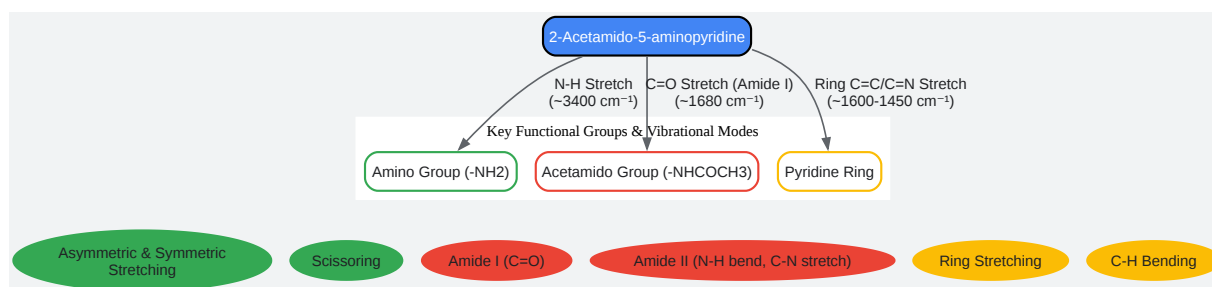 2-Acetamido-5-aminopyridine
N-H Stretch
(~3400 cm⁻¹)
C=O Stretch (Amide I)
(~1680 cm⁻¹)
Ring C=C/C=N Stretch
(~1600-1450 cm⁻¹)
Key Functional Groups & Vibrational Modes
Amino Group (-NH2)
Acetamido Group (-NHCOCH3)
Pyridine Ring
Asymmetric & Symmetric
Stretching
Scissoring
Amide I (C=O)
Amide II (N-H bend, C-N stretch)
Ring Stretching
C-H Bending